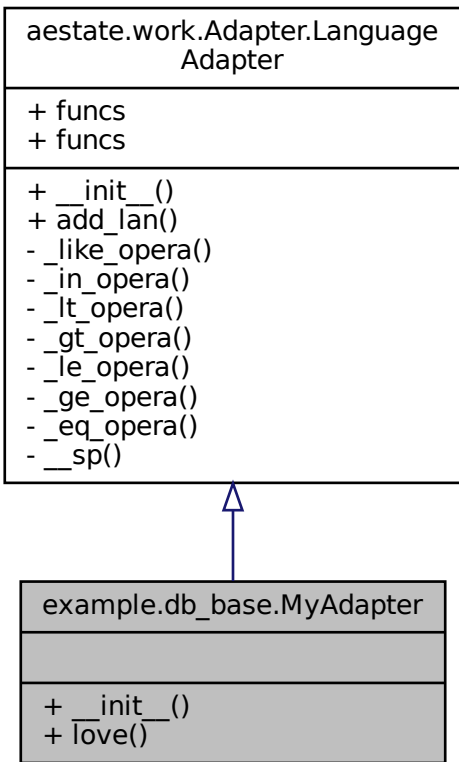 aestate.work.Adapter.Language
Adapter
+ funcs
+ funcs
+ __init__()
+ add_lan()
- _like_opera()
- _in_opera()
- _lt_opera()
- _gt_opera()
- _le_opera()
- _ge_opera()
- _eq_opera()
- __sp()
example.db_base.MyAdapter
+ __init__()
+ love()